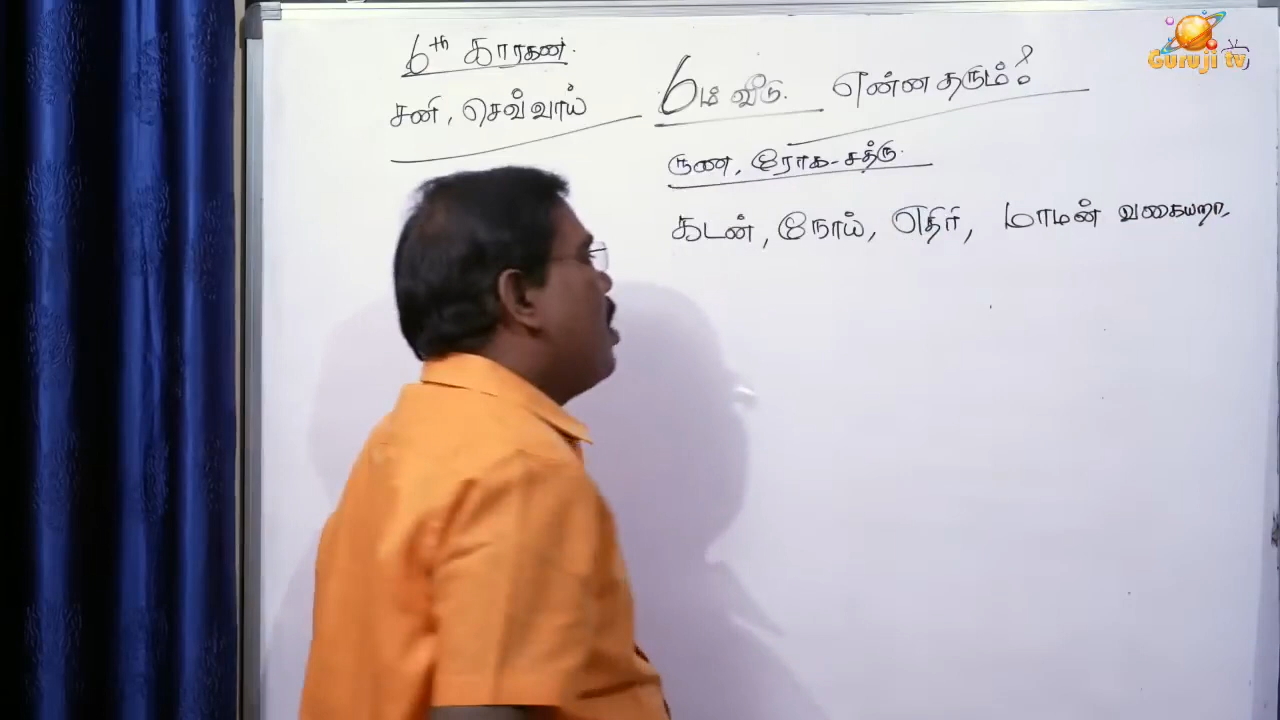 6th காரகன்.
சனி, செவ்வாய்
6ம் வீடு. என்ன தரும்?
ருண, ரோக - சத்ரு.
கடன், நோய், எதிர், மாமன் வகையறா,
Guruji tv